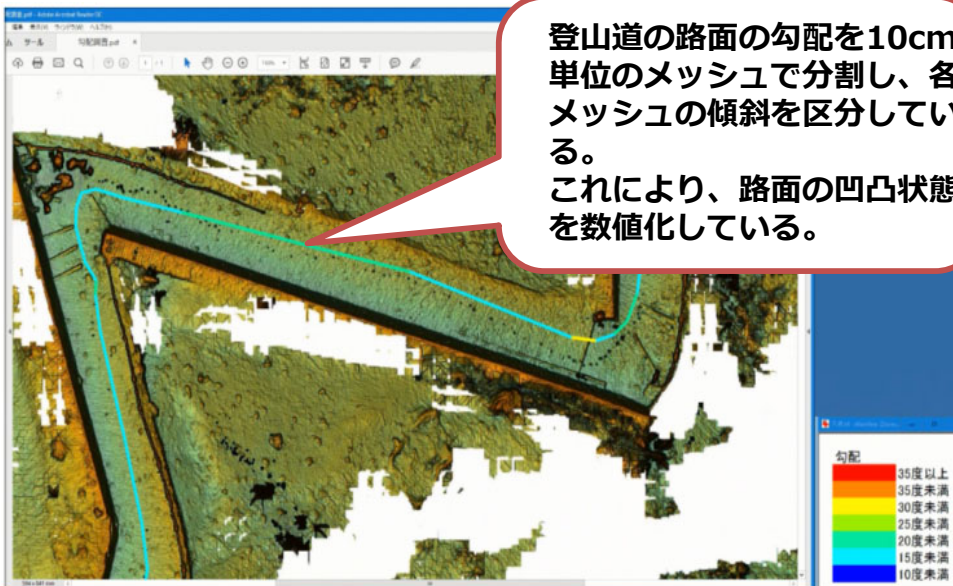 登山道の路面の勾配を10cm
単位のメッシュで分割し、各
メッシュの傾斜を区分してい
る。
これにより、路面の凹凸状態
を数値化している。
勾配
35度以上
35度未満
30度未満
25度未満
20度未満
15度未満
10度未満